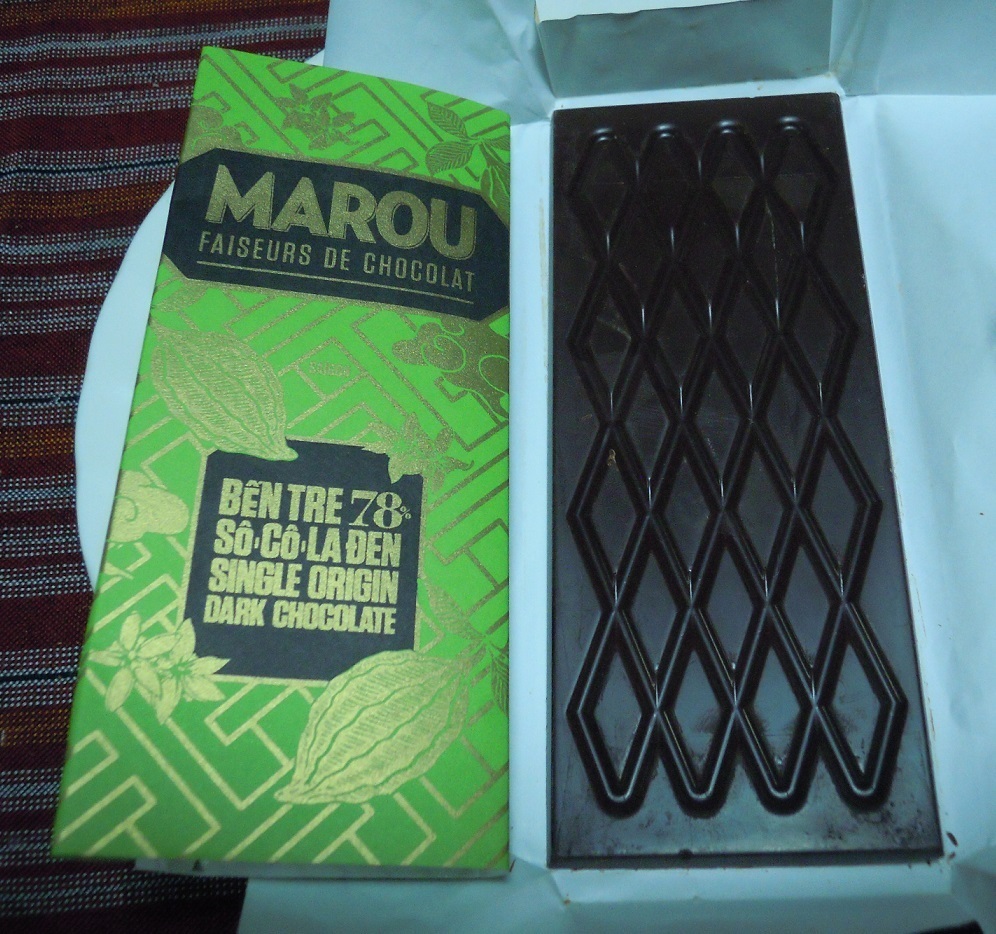 MAROU
FAISEURS DE CHOCOLAT
BẾN TRE 78%
SÔ·CÔ·LA ĐEN
SINGLE ORIGIN
DARK CHOCOLATE